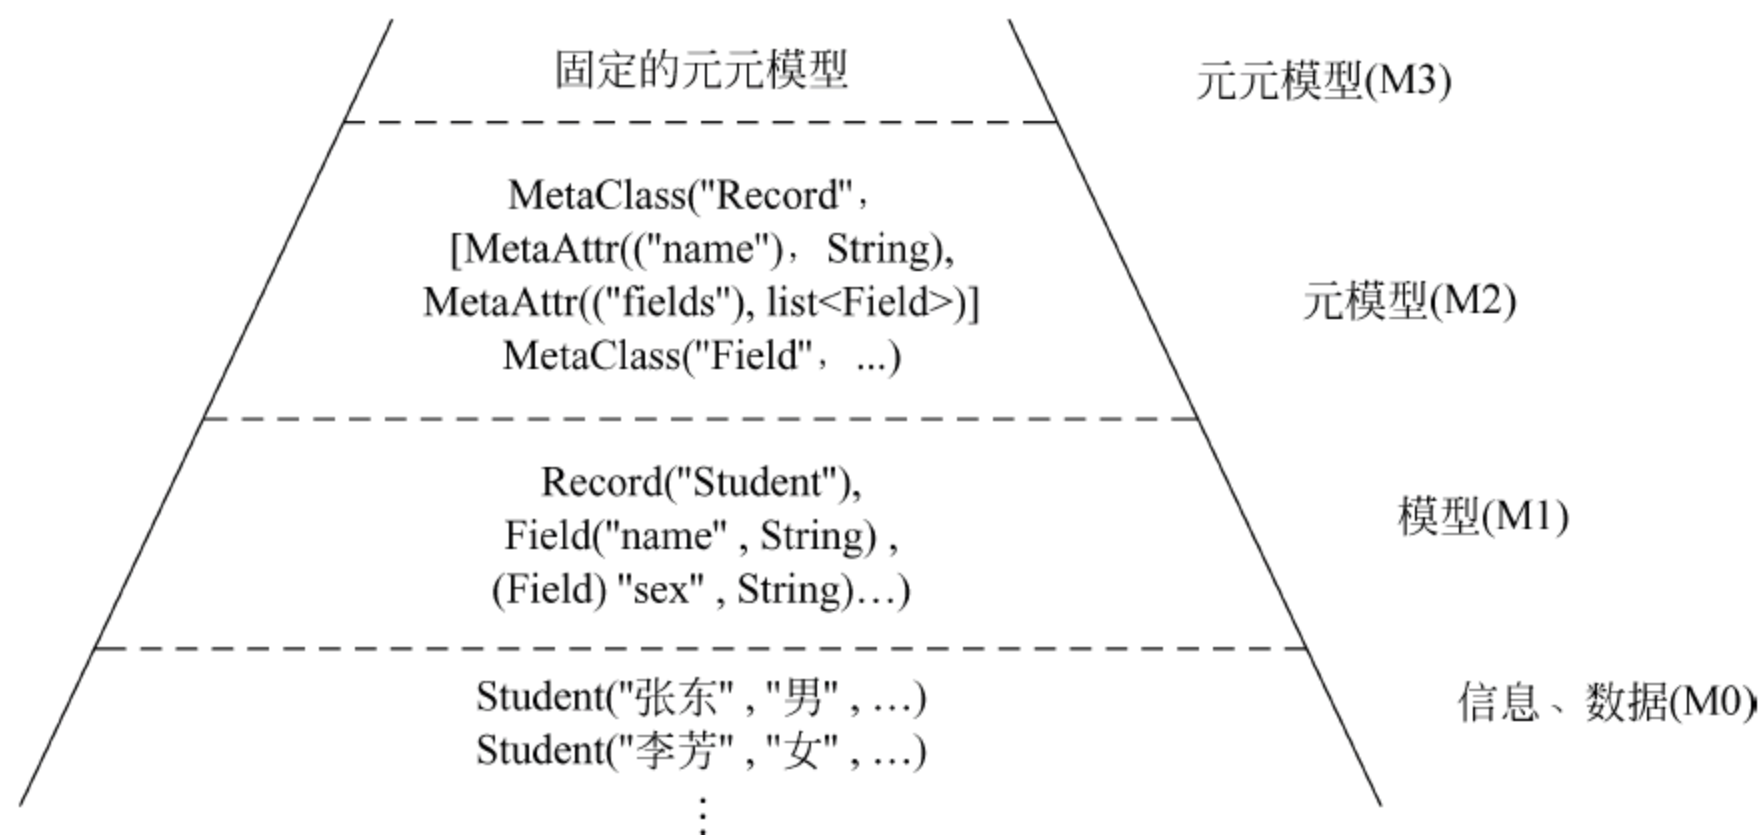 固定的元元模型
元元模型(M3)
MetaClass("Record",
[MetaAttr(("name"), String),
MetaAttr(("fields"), list<Field>)]
MetaClass("Field", ...)
元模型(M2)
Record("Student"),
Field("name" , String) ,
(Field) "sex" , String)…)
模型(M1)
Student("张东" , "男" , …)
Student("李芳" , "女" , …)
⋮
信息、数据(M0)